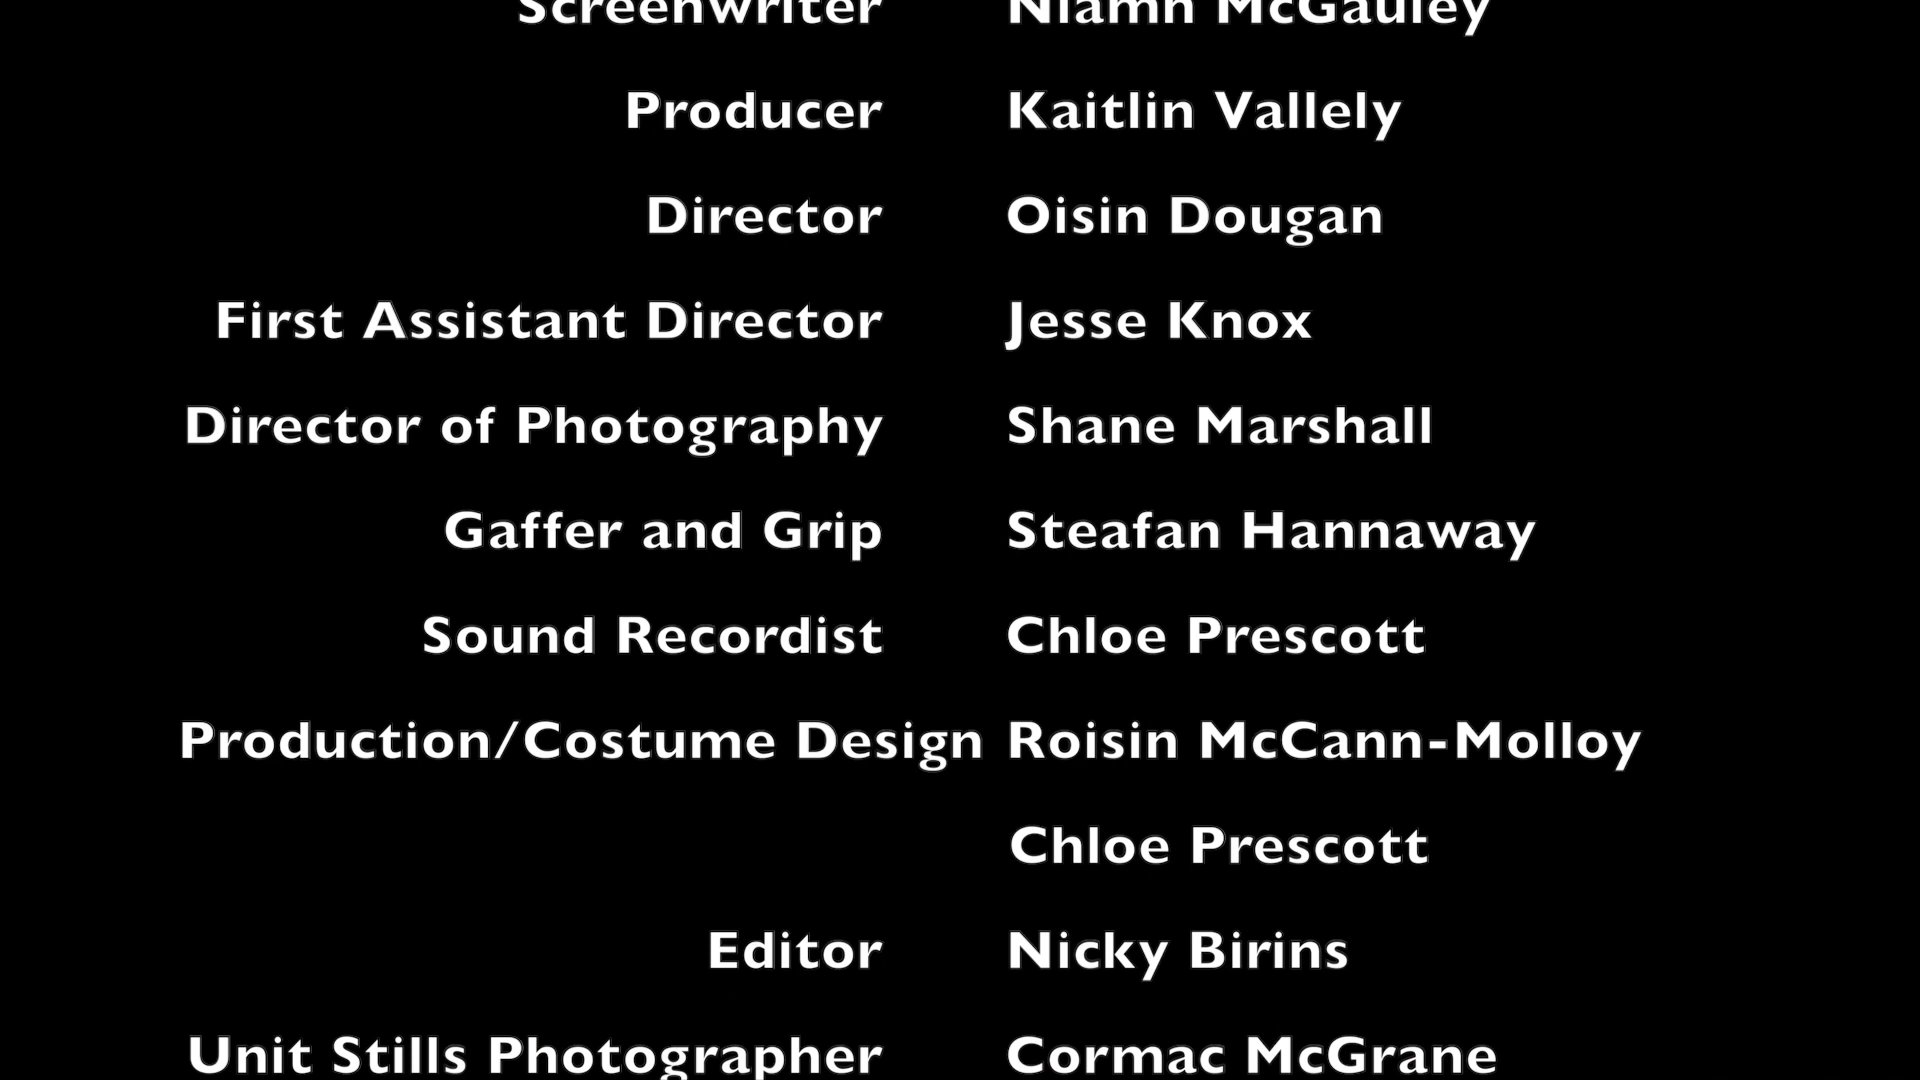 Screenwriter Niamh McGauley
Producer Kaitlin Vallely
Director Oisin Dougan
First Assistant Director Jesse Knox
Director of Photography Shane Marshall
Gaffer and Grip Steafan Hannaway
Sound Recordist Chloe Prescott
Production/Costume Design Roisin McCann-Molloy
Chloe Prescott
Editor Nicky Birins
Unit Stills Photographer Cormac McGrane